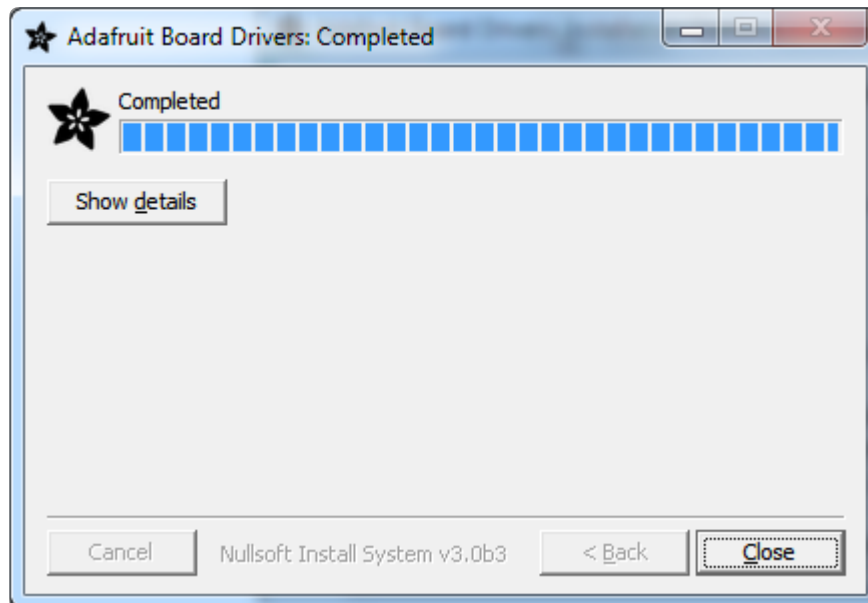 Adafruit Board Drivers: Completed
Completed
Show details
Cancel
Nullsoft Install System v3.0b3
< Back
Close